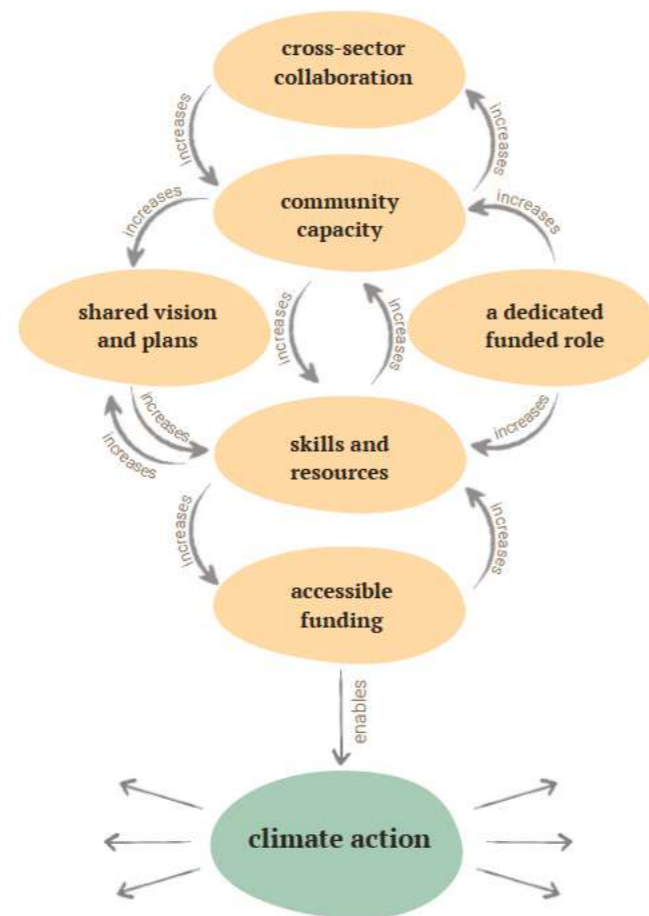 cross-sector
collaboration
increases
increases
community
capacity
increases
increases
shared vision
and plans
increases
increases
a dedicated
funded role
increases
increases
increases
skills and
resources
increases
increases
accessible
funding
enables
climate action